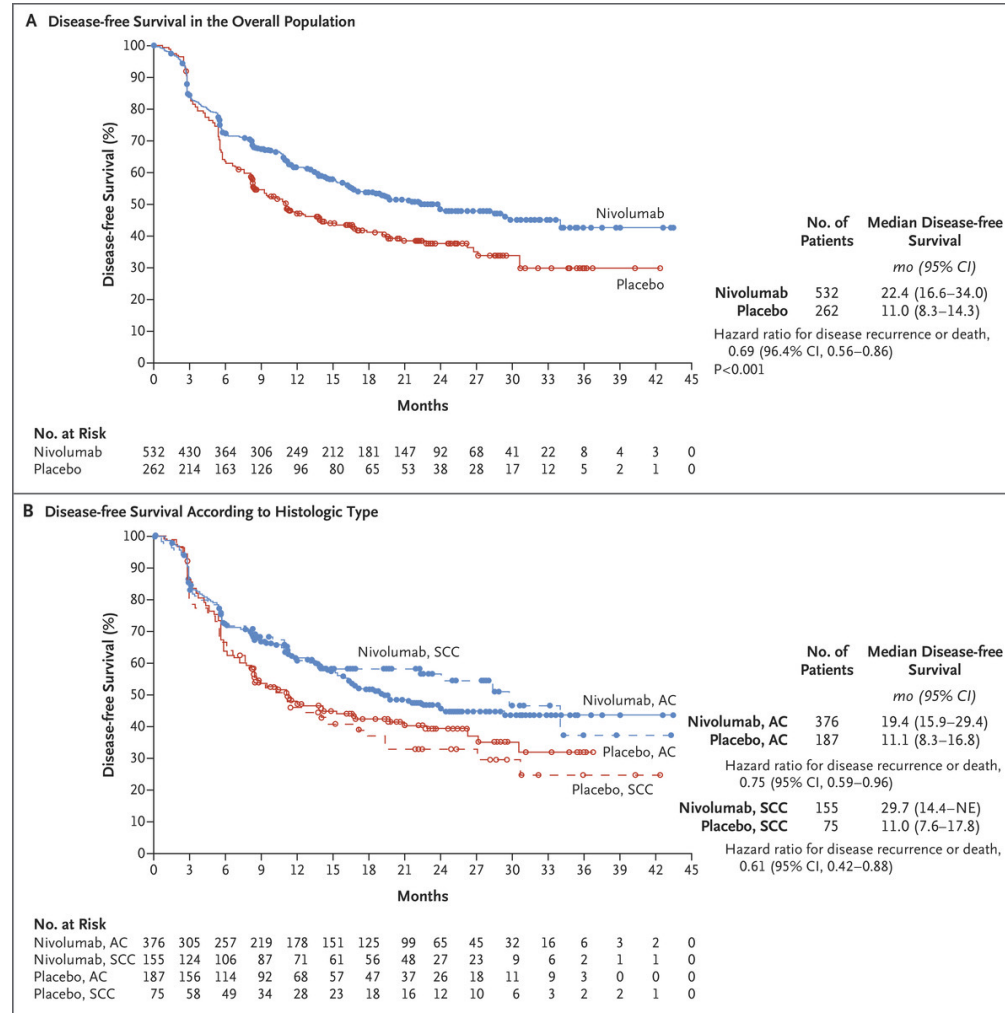 A Disease-free Survival in the Overall Population
Disease-free Survival (%)
100
90
80
70
60
50
40
30
20
10
0
0 3 6 9 12 15 18 21 24 27 30 33 36 39 42 45
Months
Nivolumab
Placebo
No. of Patients Median Disease-free Survival
mo (95% CI)
Nivolumab 532 22.4 (16.6–34.0)
Placebo 262 11.0 (8.3–14.3)
Hazard ratio for disease recurrence or death,
0.69 (96.4% CI, 0.56–0.86)
P<0.001
No. at Risk
Nivolumab 532 430 364 306 249 212 181 147 92 68 41 22 8 4 3 0
Placebo 262 214 163 126 96 80 65 53 38 28 17 12 5 2 1 0
B Disease-free Survival According to Histologic Type
Disease-free Survival (%)
100
90
80
70
60
50
40
30
20
10
0
0 3 6 9 12 15 18 21 24 27 30 33 36 39 42 45
Months
Nivolumab, SCC
Nivolumab, AC
Placebo, AC
Placebo, SCC
No. of Patients Median Disease-free Survival
mo (95% CI)
Nivolumab, AC 376 19.4 (15.9–29.4)
Placebo, AC 187 11.1 (8.3–16.8)
Hazard ratio for disease recurrence or death,
0.75 (95% CI, 0.59–0.96)
Nivolumab, SCC 155 29.7 (14.4–NE)
Placebo, SCC 75 11.0 (7.6–17.8)
Hazard ratio for disease recurrence or death,
0.61 (95% CI, 0.42–0.88)
No. at Risk
Nivolumab, AC 376 305 257 219 178 151 125 99 65 45 32 16 6 3 2 0
Nivolumab, SCC 155 124 106 87 71 61 56 48 27 23 9 6 2 1 1 0
Placebo, AC 187 156 114 92 68 57 47 37 26 18 11 9 3 0 0 0
Placebo, SCC 75 58 49 34 28 23 18 16 12 10 6 3 2 2 1 0